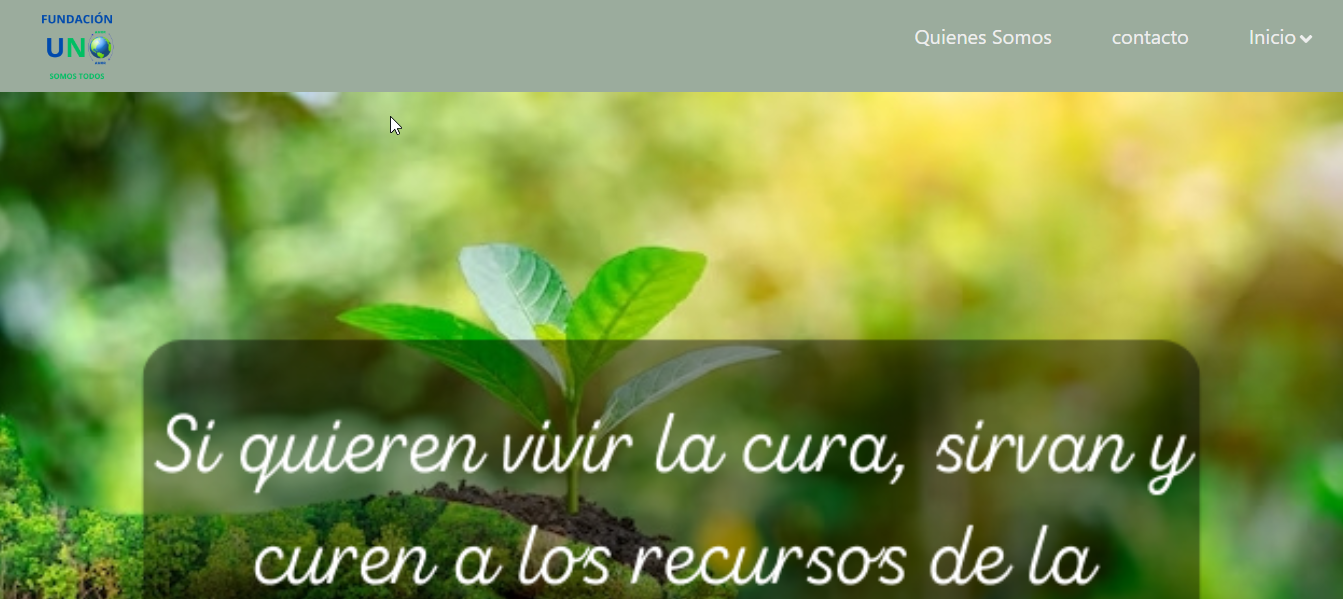 FUNDACIÓN
UNO
SOMOS TODOS
Quienes Somos
contacto
Inicio
Si quieren vivir la cura, sirvan y
curen a los recursos de la